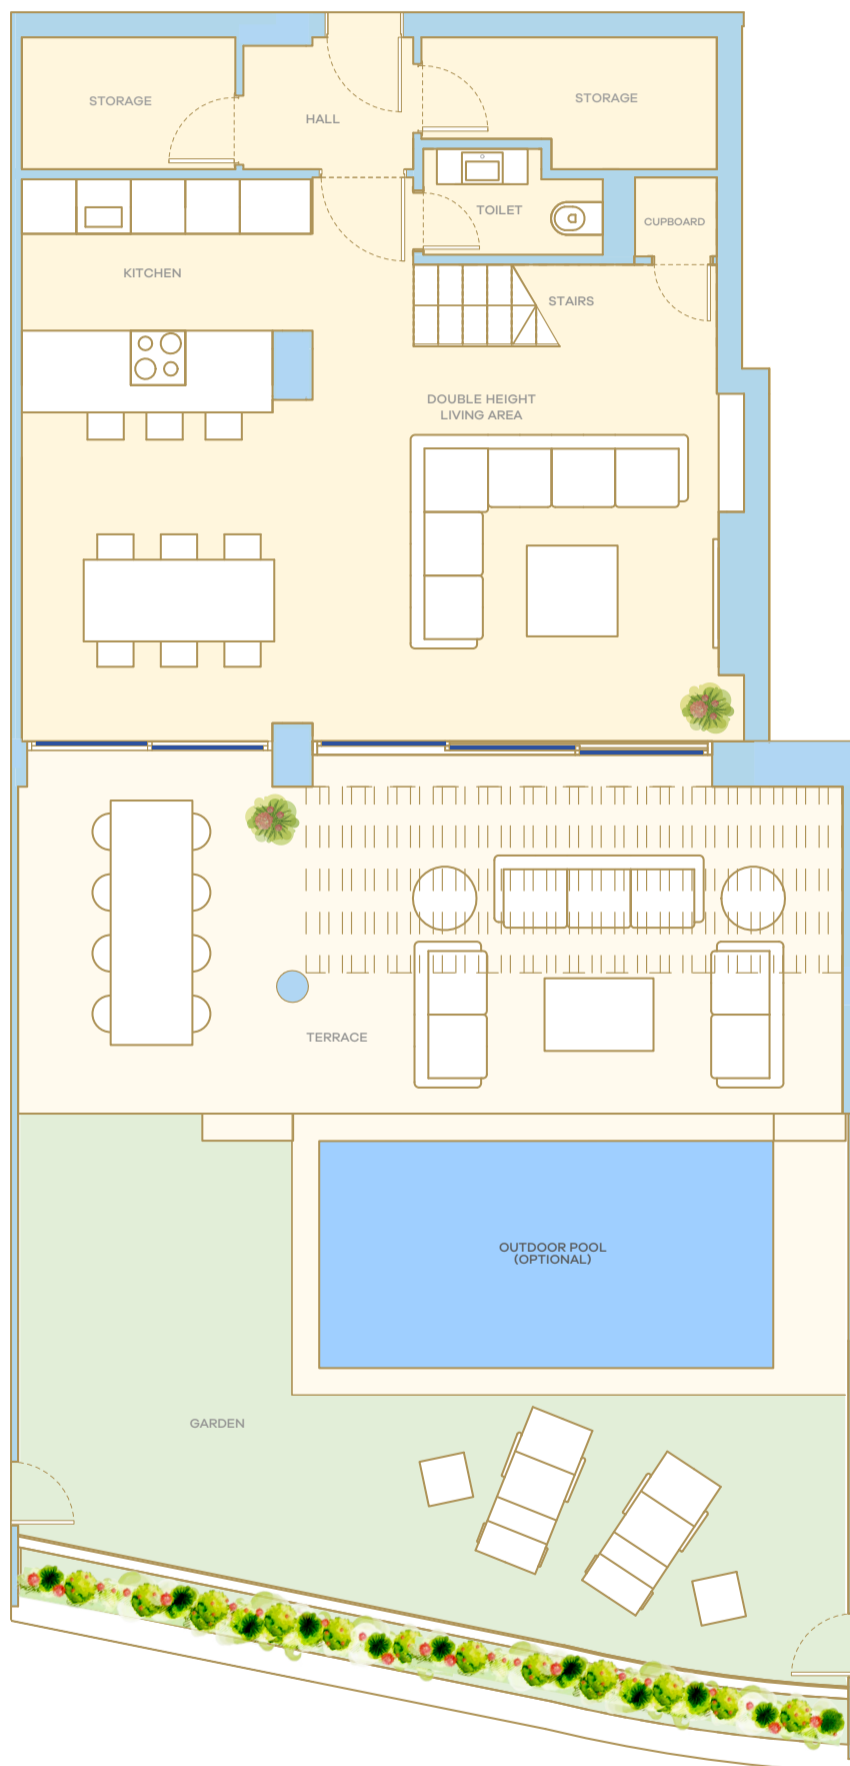 STORAGE
STORAGE
HALL
TOILET
CUPBOARD
KITCHEN
STAIRS
DOUBLE HEIGHT
LIVING AREA
TERRACE
OUTDOOR POOL
(OPTIONAL)
GARDEN